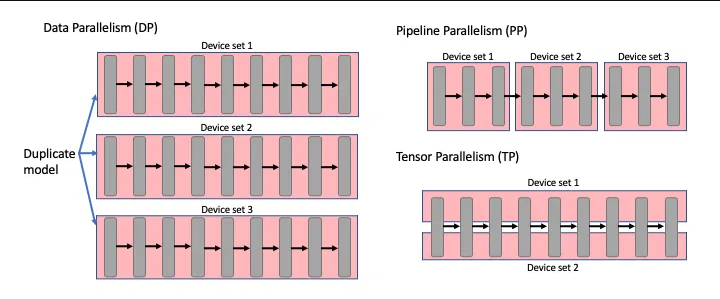 Data Parallelism (DP)
Device set 1
Device set 2
Duplicate
model
Device set 3
Pipeline Parallelism (PP)
Device set 1
Device set 2
Device set 3
Tensor Parallelism (TP)
Device set 1
Device set 2